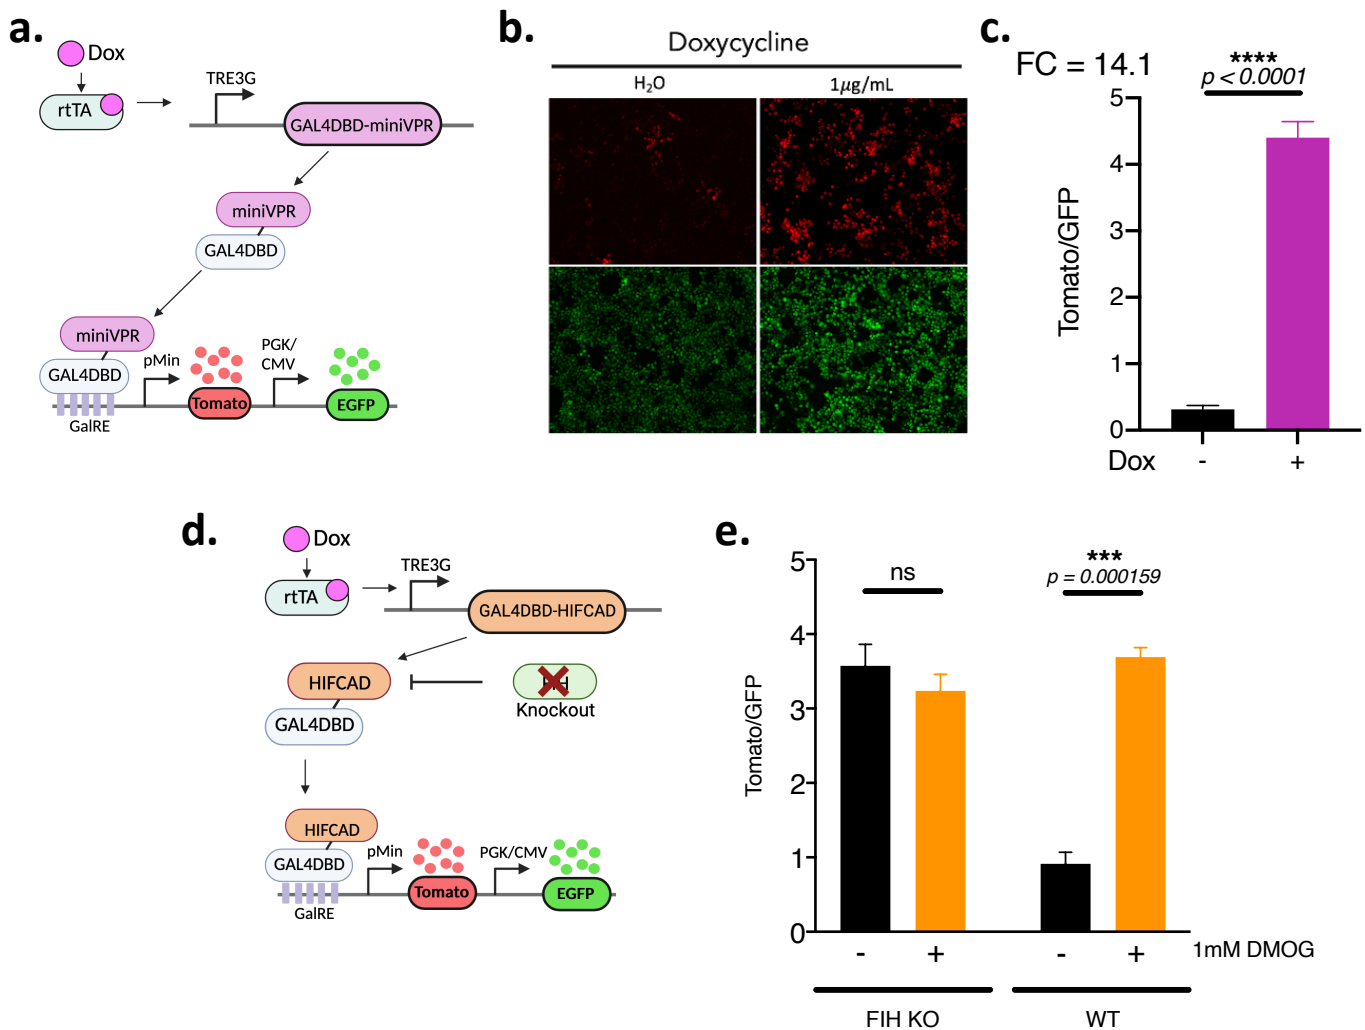 a.
Dox
rtTA
TRE3G
GAL4DBD-miniVPR
miniVPR
GAL4DBD
miniVPR
GAL4DBD
GalRE
pMin
Tomato
PGK/
CMV
EGFP
b.
Doxycycline
H₂O
1μg/mL
c.
FC = 14.1
****
p < 0.0001
Tomato/GFP
5
4
3
2
1
0
Dox
-
+
d.
Dox
rtTA
TRE3G
GAL4DBD-HIFCAD
HIFCAD
GAL4DBD
Knockout
HIFCAD
GAL4DBD
GalRE
pMin
Tomato
PGK/CMV
EGFP
e.
Tomato/GFP
5
4
3
2
1
0
ns
***
p = 0.000159
-
+
-
+
1mM DMOG
FIH KO
WT